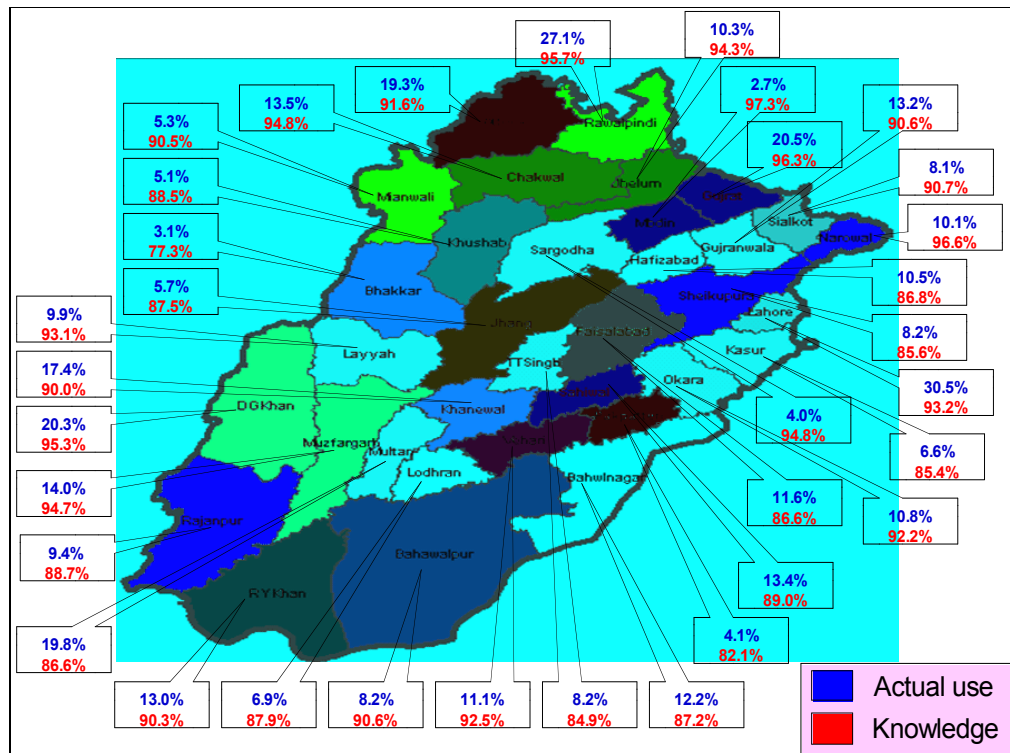 27.1%
95.7%
10.3%
94.3%
19.3%
91.6%
2.7%
97.3%
13.5%
94.8%
13.2%
90.6%
5.3%
90.5%
20.5%
96.3%
8.1%
90.7%
5.1%
88.5%
10.1%
96.6%
3.1%
77.3%
10.5%
86.8%
5.7%
87.5%
9.9%
93.1%
8.2%
85.6%
17.4%
90.0%
30.5%
93.2%
20.3%
95.3%
4.0%
94.8%
6.6%
85.4%
14.0%
94.7%
11.6%
86.6%
10.8%
92.2%
9.4%
88.7%
13.4%
89.0%
19.8%
86.6%
4.1%
82.1%
13.0%
90.3%
6.9%
87.9%
8.2%
90.6%
11.1%
92.5%
8.2%
84.9%
12.2%
87.2%
Rawalpindi
Chakwal
Jhelum
Manwali
Khushab
Sargodha
Gujranwala
Sialkot
Narowal
Hafizabad
Bhakkar
Jhang
Sheikupura
Lahore
Faisalabad
Kasur
Layyah
TTSingh
Okara
DGKhan
Khanewal
Muzfargarh
Multan
Lodhran
Bahwlnagar
Rajanpur
Bahawalpur
RYKhan
Actual use
Knowledge